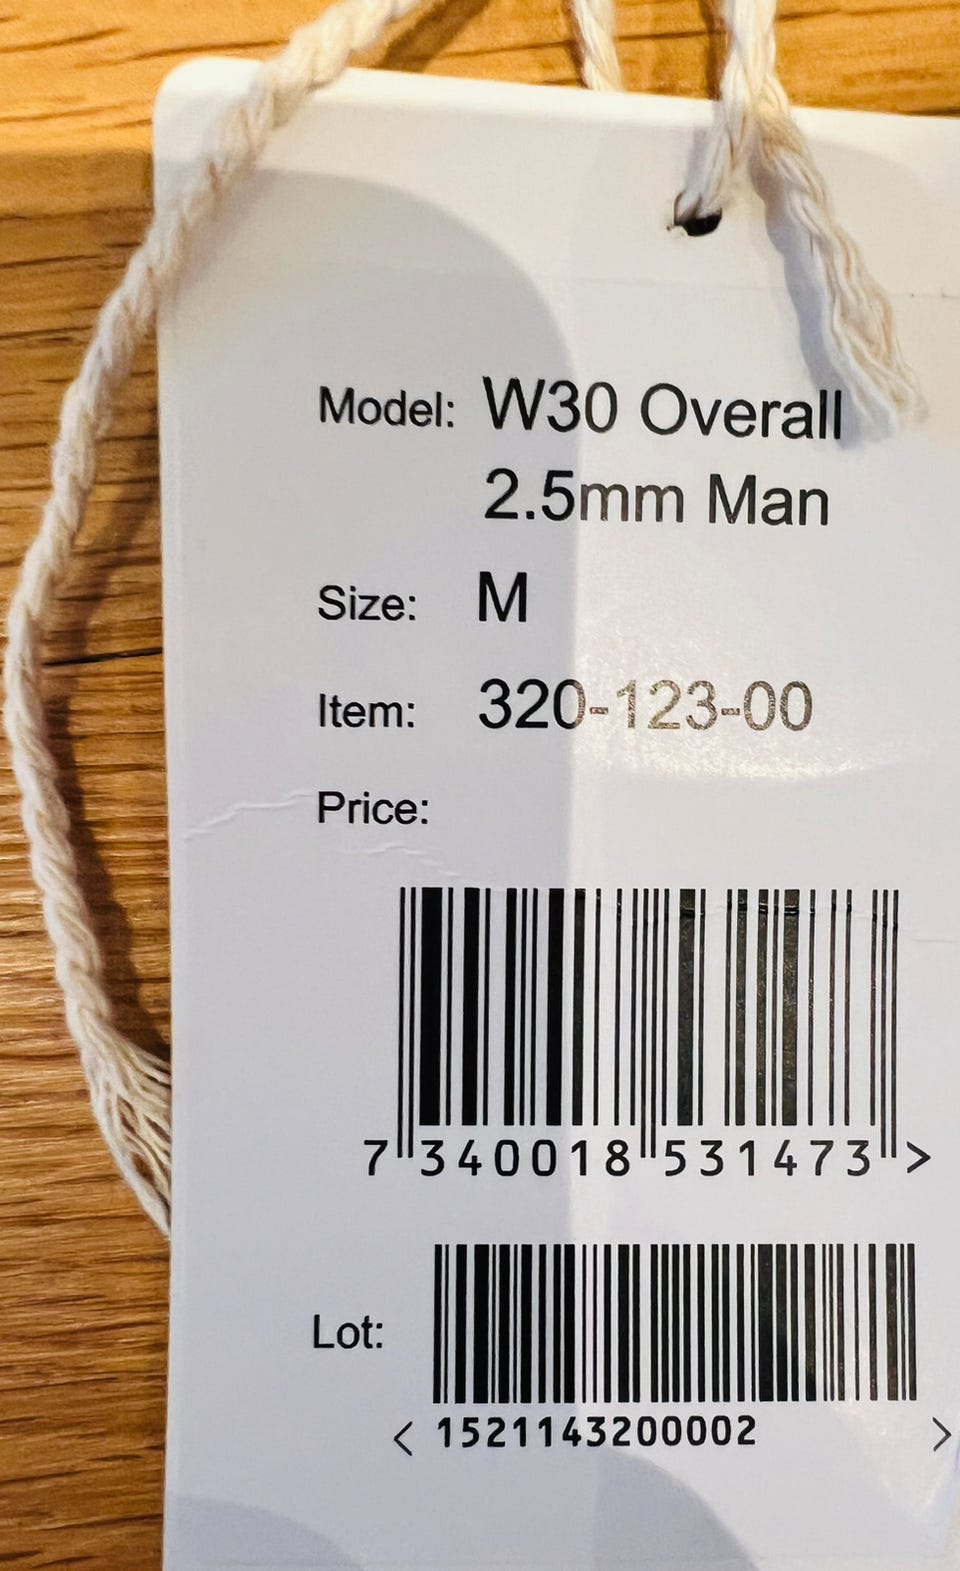 Model: W30 Overall
2.5mm Man
Size: M
Item: 320-123-00
Price:
7 340018 531473 >
Lot:
< 1521143200002 >